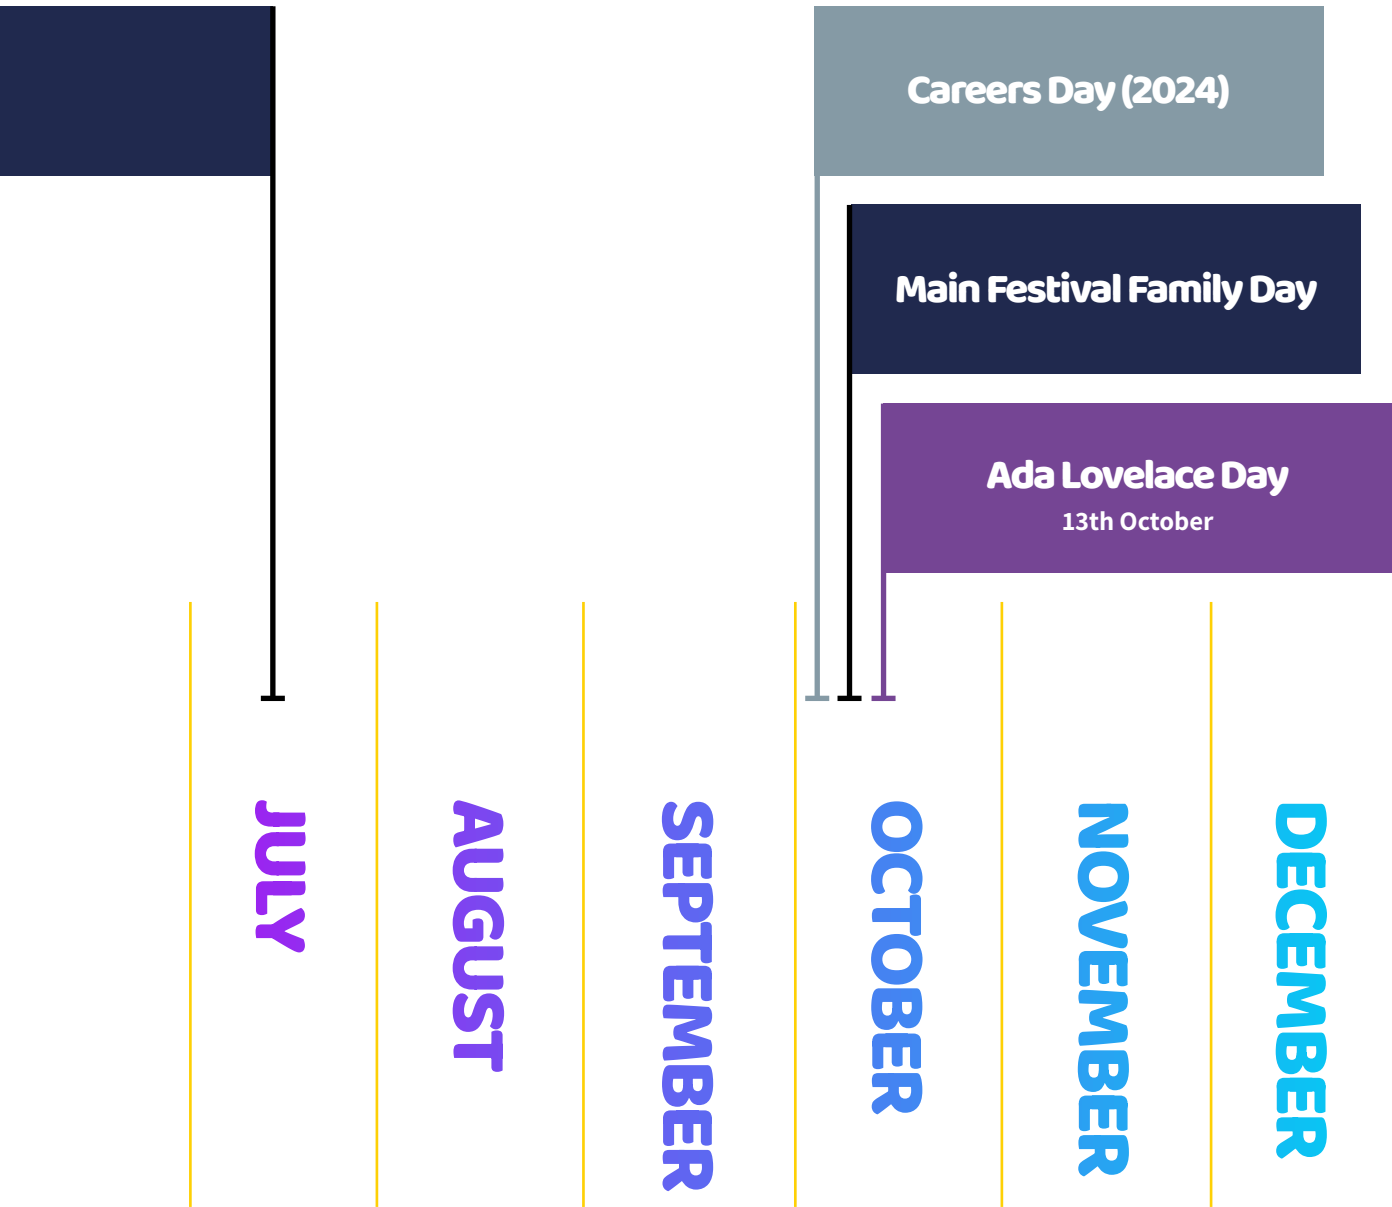 Careers Day (2024)
Main Festival Family Day
Ada Lovelace Day
13th October
JULY
AUGUST
SEPTEMBER
OCTOBER
NOVEMBER
DECEMBER